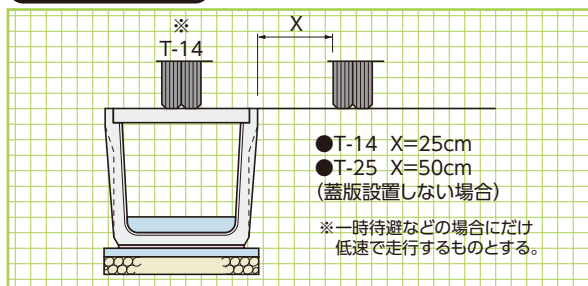 ※
T-14
X
●T-14 X=25cm
●T-25 X=50cm
(蓋版設置しない場合)
※一時待避などの場合にだけ
低速で走行するものとする。